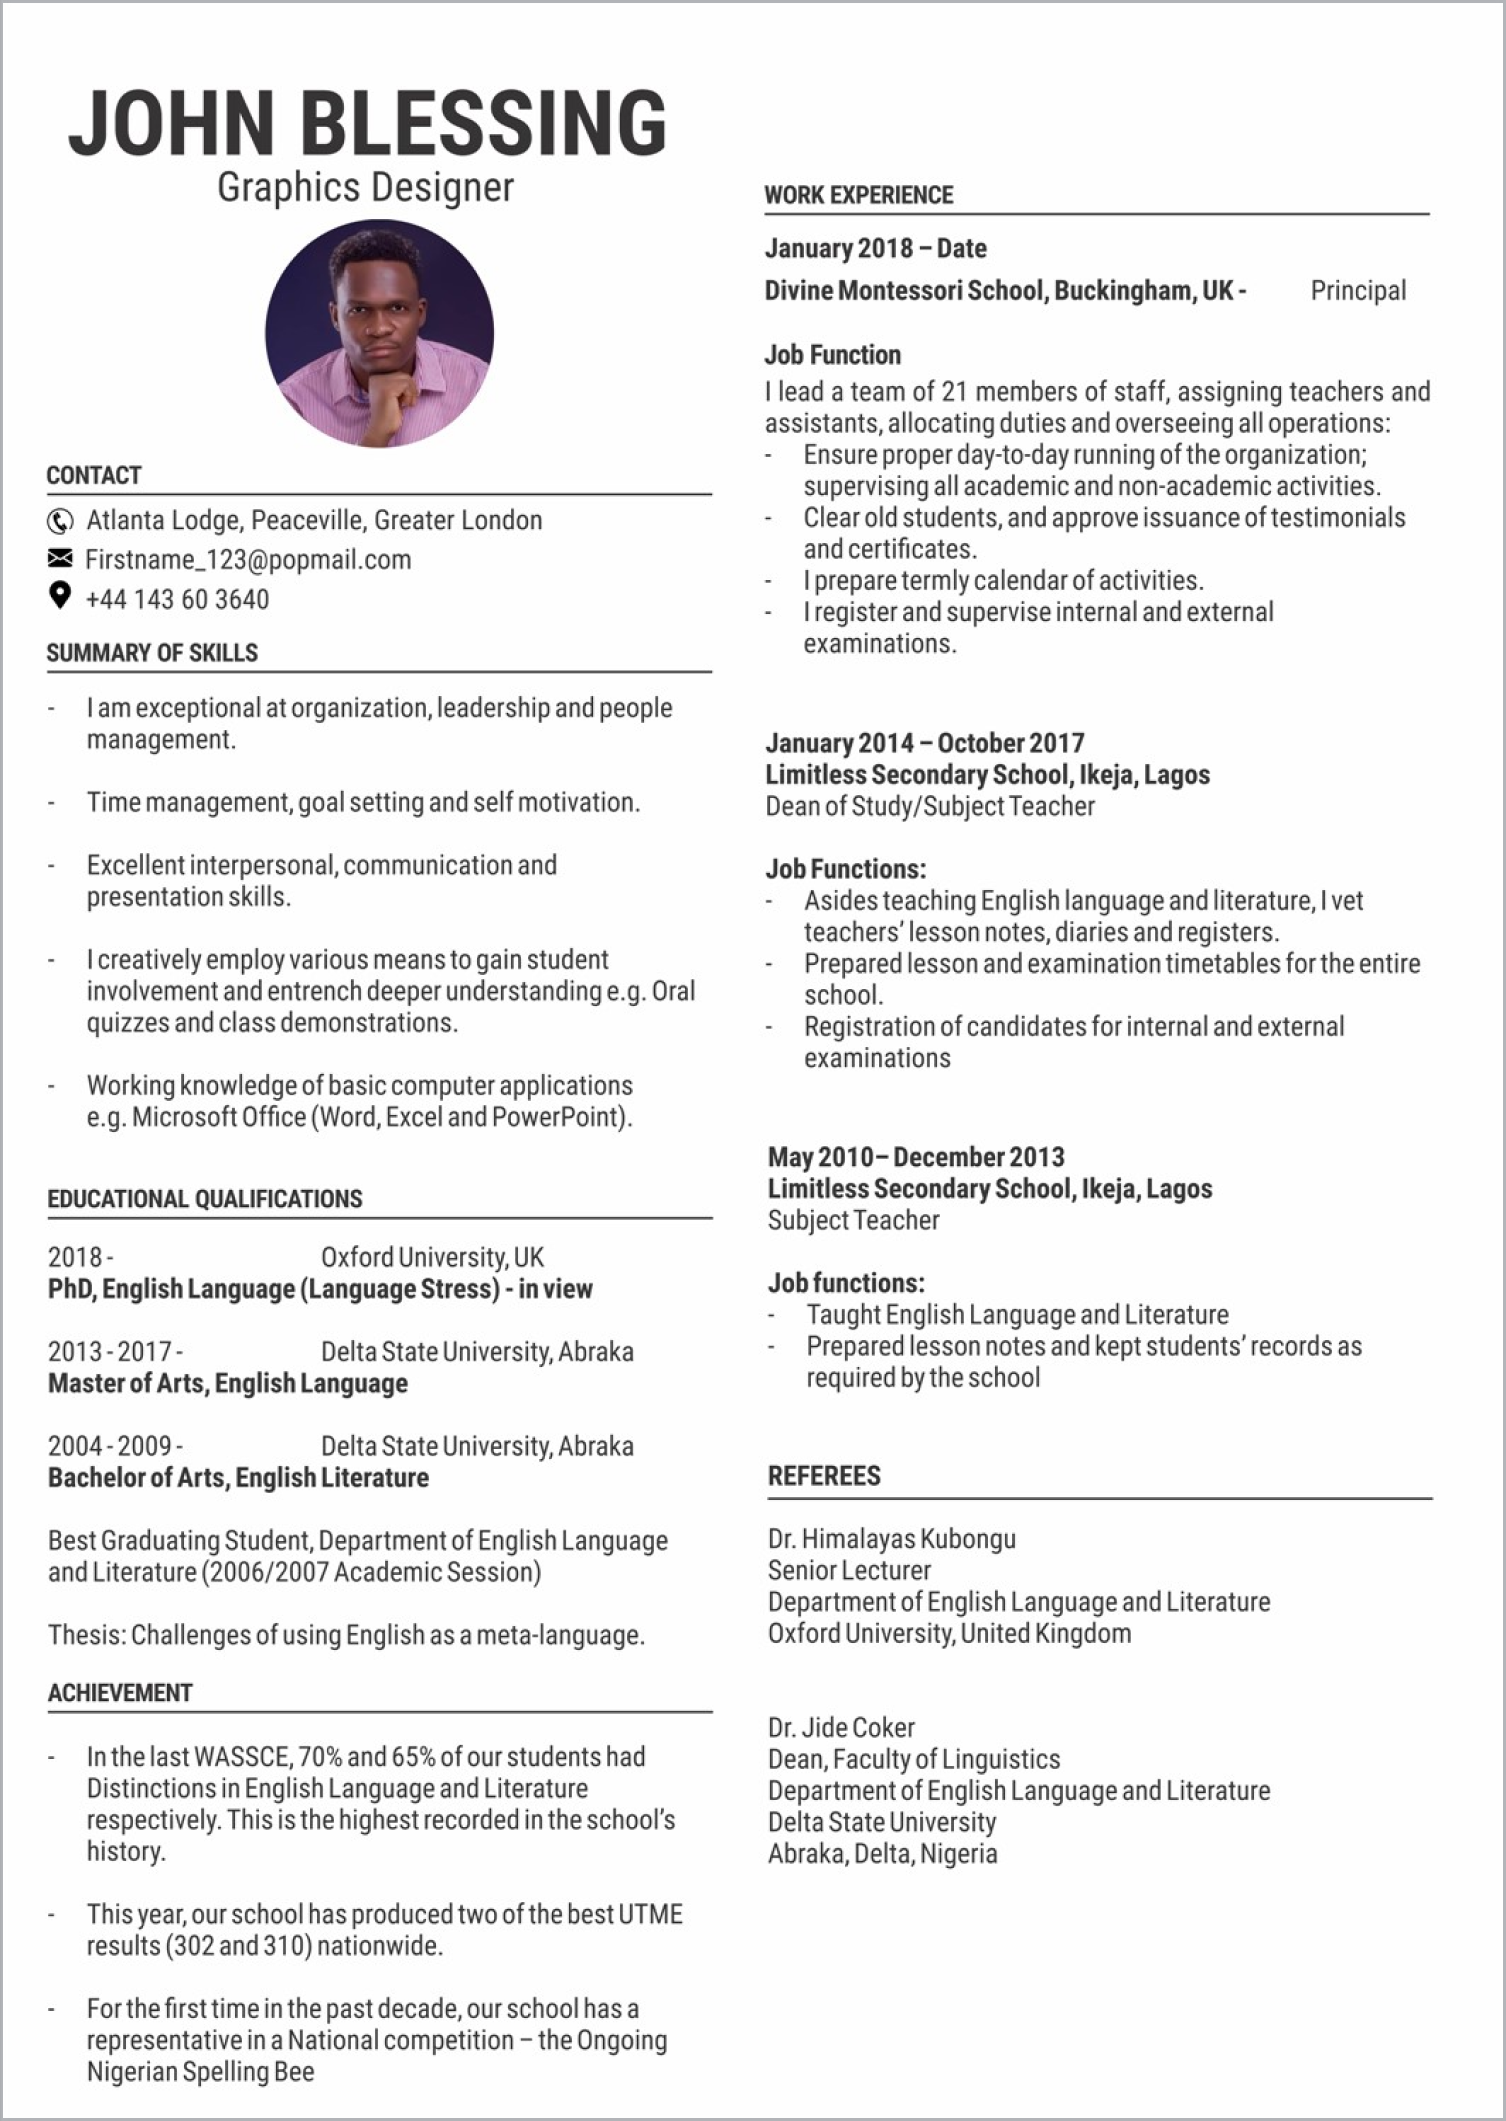 JOHN BLESSING
Graphics Designer
CONTACT
Atlanta Lodge, Peaceville, Greater London
Firstname_123@popmail.com
+44 143 60 3640
SUMMARY OF SKILLS
- I am exceptional at organization, leadership and people
management.
- Time management, goal setting and self motivation.
- Excellent interpersonal, communication and
presentation skills.
- I creatively employ various means to gain student
involvement and entrench deeper understanding e.g. Oral
quizzes and class demonstrations.
- Working knowledge of basic computer applications
e.g. Microsoft Office (Word, Excel and PowerPoint).
EDUCATIONAL QUALIFICATIONS
2018 - Oxford University, UK
PhD, English Language (Language Stress) - in view
2013 - 2017 - Delta State University, Abraka
Master of Arts, English Language
2004 - 2009 - Delta State University, Abraka
Bachelor of Arts, English Literature
Best Graduating Student, Department of English Language
and Literature (2006/2007 Academic Session)
Thesis: Challenges of using English as a meta-language.
ACHIEVEMENT
- In the last WASSCE, 70% and 65% of our students had
Distinctions in English Language and Literature
respectively. This is the highest recorded in the school’s
history.
- This year, our school has produced two of the best UTME
results (302 and 310) nationwide.
- For the first time in the past decade, our school has a
representative in a National competition – the Ongoing
Nigerian Spelling Bee
WORK EXPERIENCE
January 2018 – Date
Divine Montessori School, Buckingham, UK - Principal
Job Function
I lead a team of 21 members of staff, assigning teachers and
assistants, allocating duties and overseeing all operations:
- Ensure proper day-to-day running of the organization;
supervising all academic and non-academic activities.
- Clear old students, and approve issuance of testimonials
and certificates.
- I prepare termly calendar of activities.
- I register and supervise internal and external
examinations.
January 2014 – October 2017
Limitless Secondary School, Ikeja, Lagos
Dean of Study/Subject Teacher
Job Functions:
- Asides teaching English language and literature, I vet
teachers’ lesson notes, diaries and registers.
- Prepared lesson and examination timetables for the entire
school.
- Registration of candidates for internal and external
examinations
May 2010– December 2013
Limitless Secondary School, Ikeja, Lagos
Subject Teacher
Job functions:
- Taught English Language and Literature
- Prepared lesson notes and kept students’ records as
required by the school
REFEREES
Dr. Himalayas Kubongu
Senior Lecturer
Department of English Language and Literature
Oxford University, United Kingdom
Dr. Jide Coker
Dean, Faculty of Linguistics
Department of English Language and Literature
Delta State University
Abraka, Delta, Nigeria